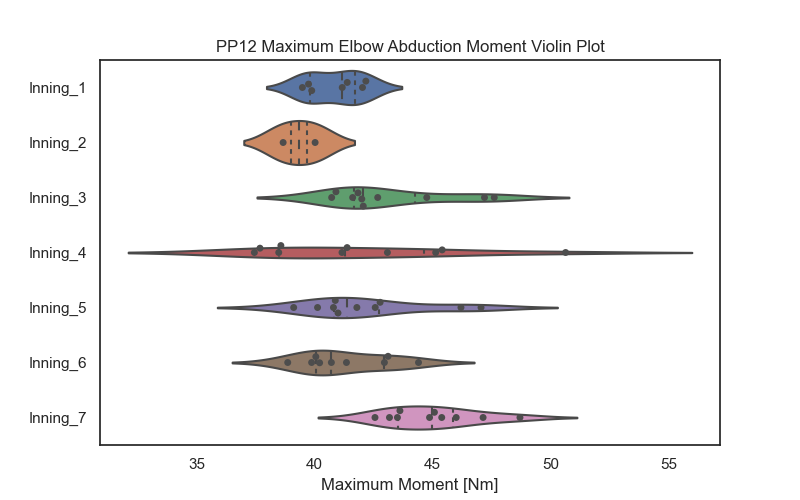 PP12 Maximum Elbow Abduction Moment Violin Plot
Inning_1
Inning_2
Inning_3
Inning_4
Inning_5
Inning_6
Inning_7
35 40 45 50 55
Maximum Moment [Nm]